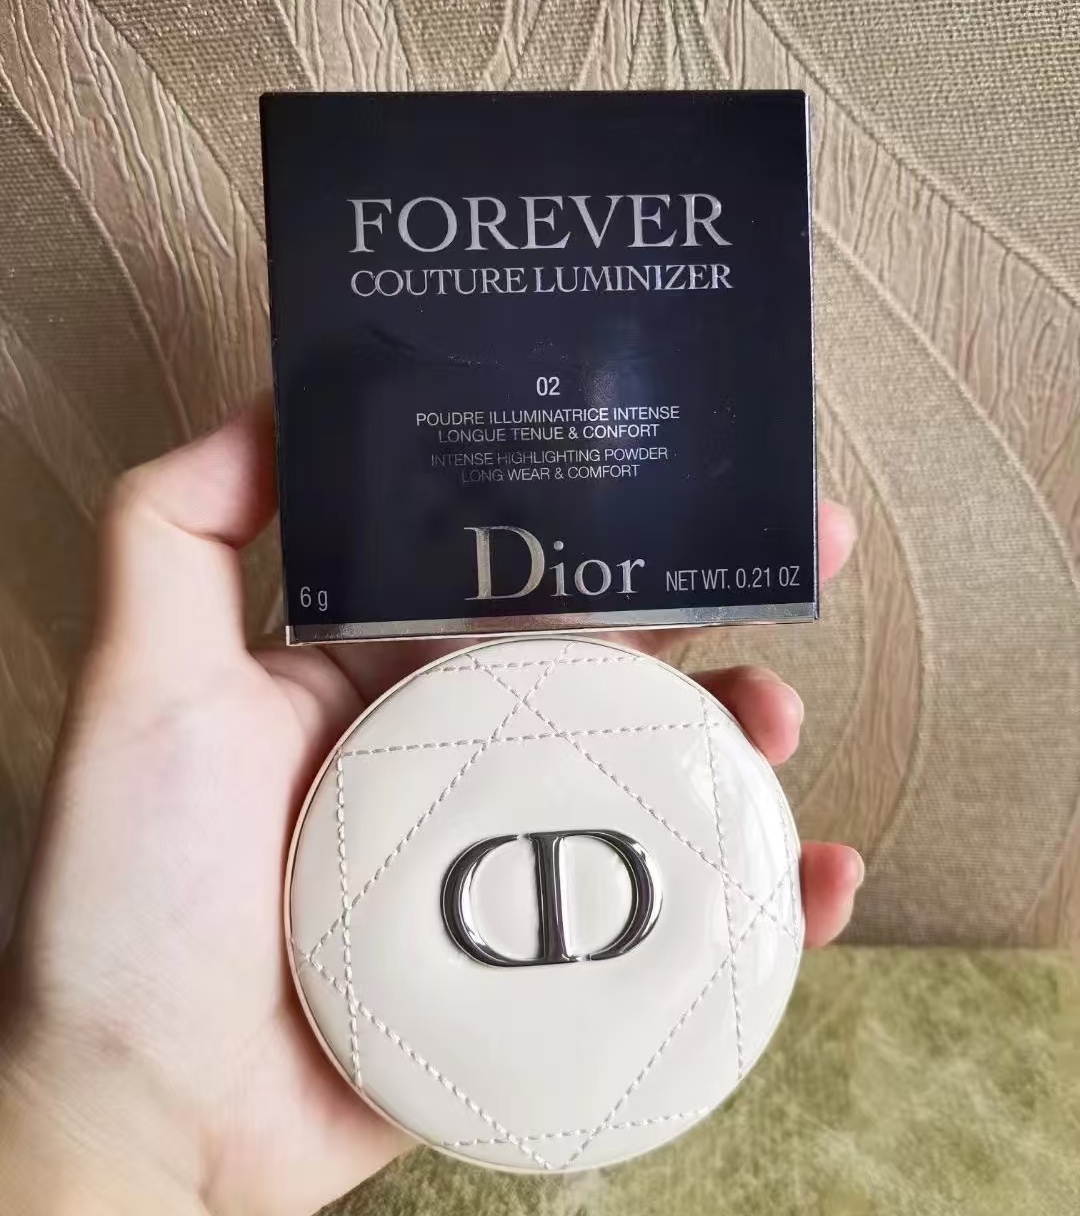 FOREVER
COUTURE LUMINIZER
02
POUDRE ILLUMINATRICE INTENSE
LONGUE TENUE & CONFORT
INTENSE HIGHLIGHTING POWDER
LONG WEAR & COMFORT
6 g
Dior
NET WT. 0.21 OZ
CD